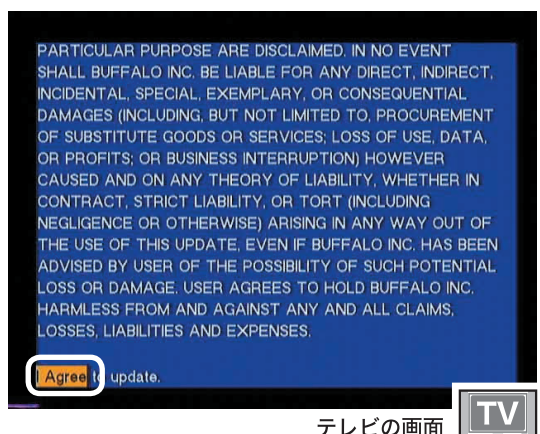 PARTICULAR PURPOSE ARE DISCLAIMED. IN NO EVENT
SHALL BUFFALO INC. BE LIABLE FOR ANY DIRECT, INDIRECT,
INCIDENTAL, SPECIAL, EXEMPLARY, OR CONSEQUENTIAL
DAMAGES (INCLUDING, BUT NOT LIMITED TO, PROCUREMENT
OF SUBSTITUTE GOODS OR SERVICES; LOSS OF USE, DATA,
OR PROFITS; OR BUSINESS INTERRUPTION) HOWEVER
CAUSED AND ON ANY THEORY OF LIABILITY, WHETHER IN
CONTRACT, STRICT LIABILITY, OR TORT (INCLUDING
NEGLIGENCE OR OTHERWISE) ARISING IN ANY WAY OUT OF
THE USE OF THIS UPDATE, EVEN IF BUFFALO INC. HAS BEEN
ADVISED BY USER OF THE POSSIBILITY OF SUCH POTENTIAL
LOSS OR DAMAGE. USER AGREES TO HOLD BUFFALO INC.
HARMLESS FROM AND AGAINST ANY AND ALL CLAIMS,
LOSSES, LIABILITIES AND EXPENSES.
I Agree to update.
テレビの画面
TV